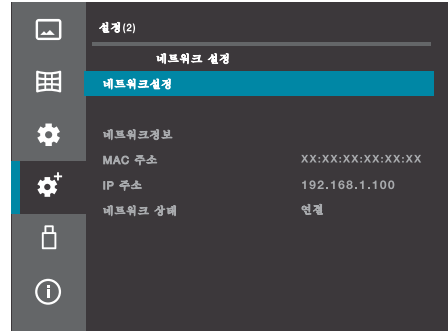 설정(2)
네트워크 설정
네트워크설정
네트워크정보
MAC 주소 XX:XX:XX:XX:XX:XX
IP 주소 192.168.1.100
네트워크 상태 연결